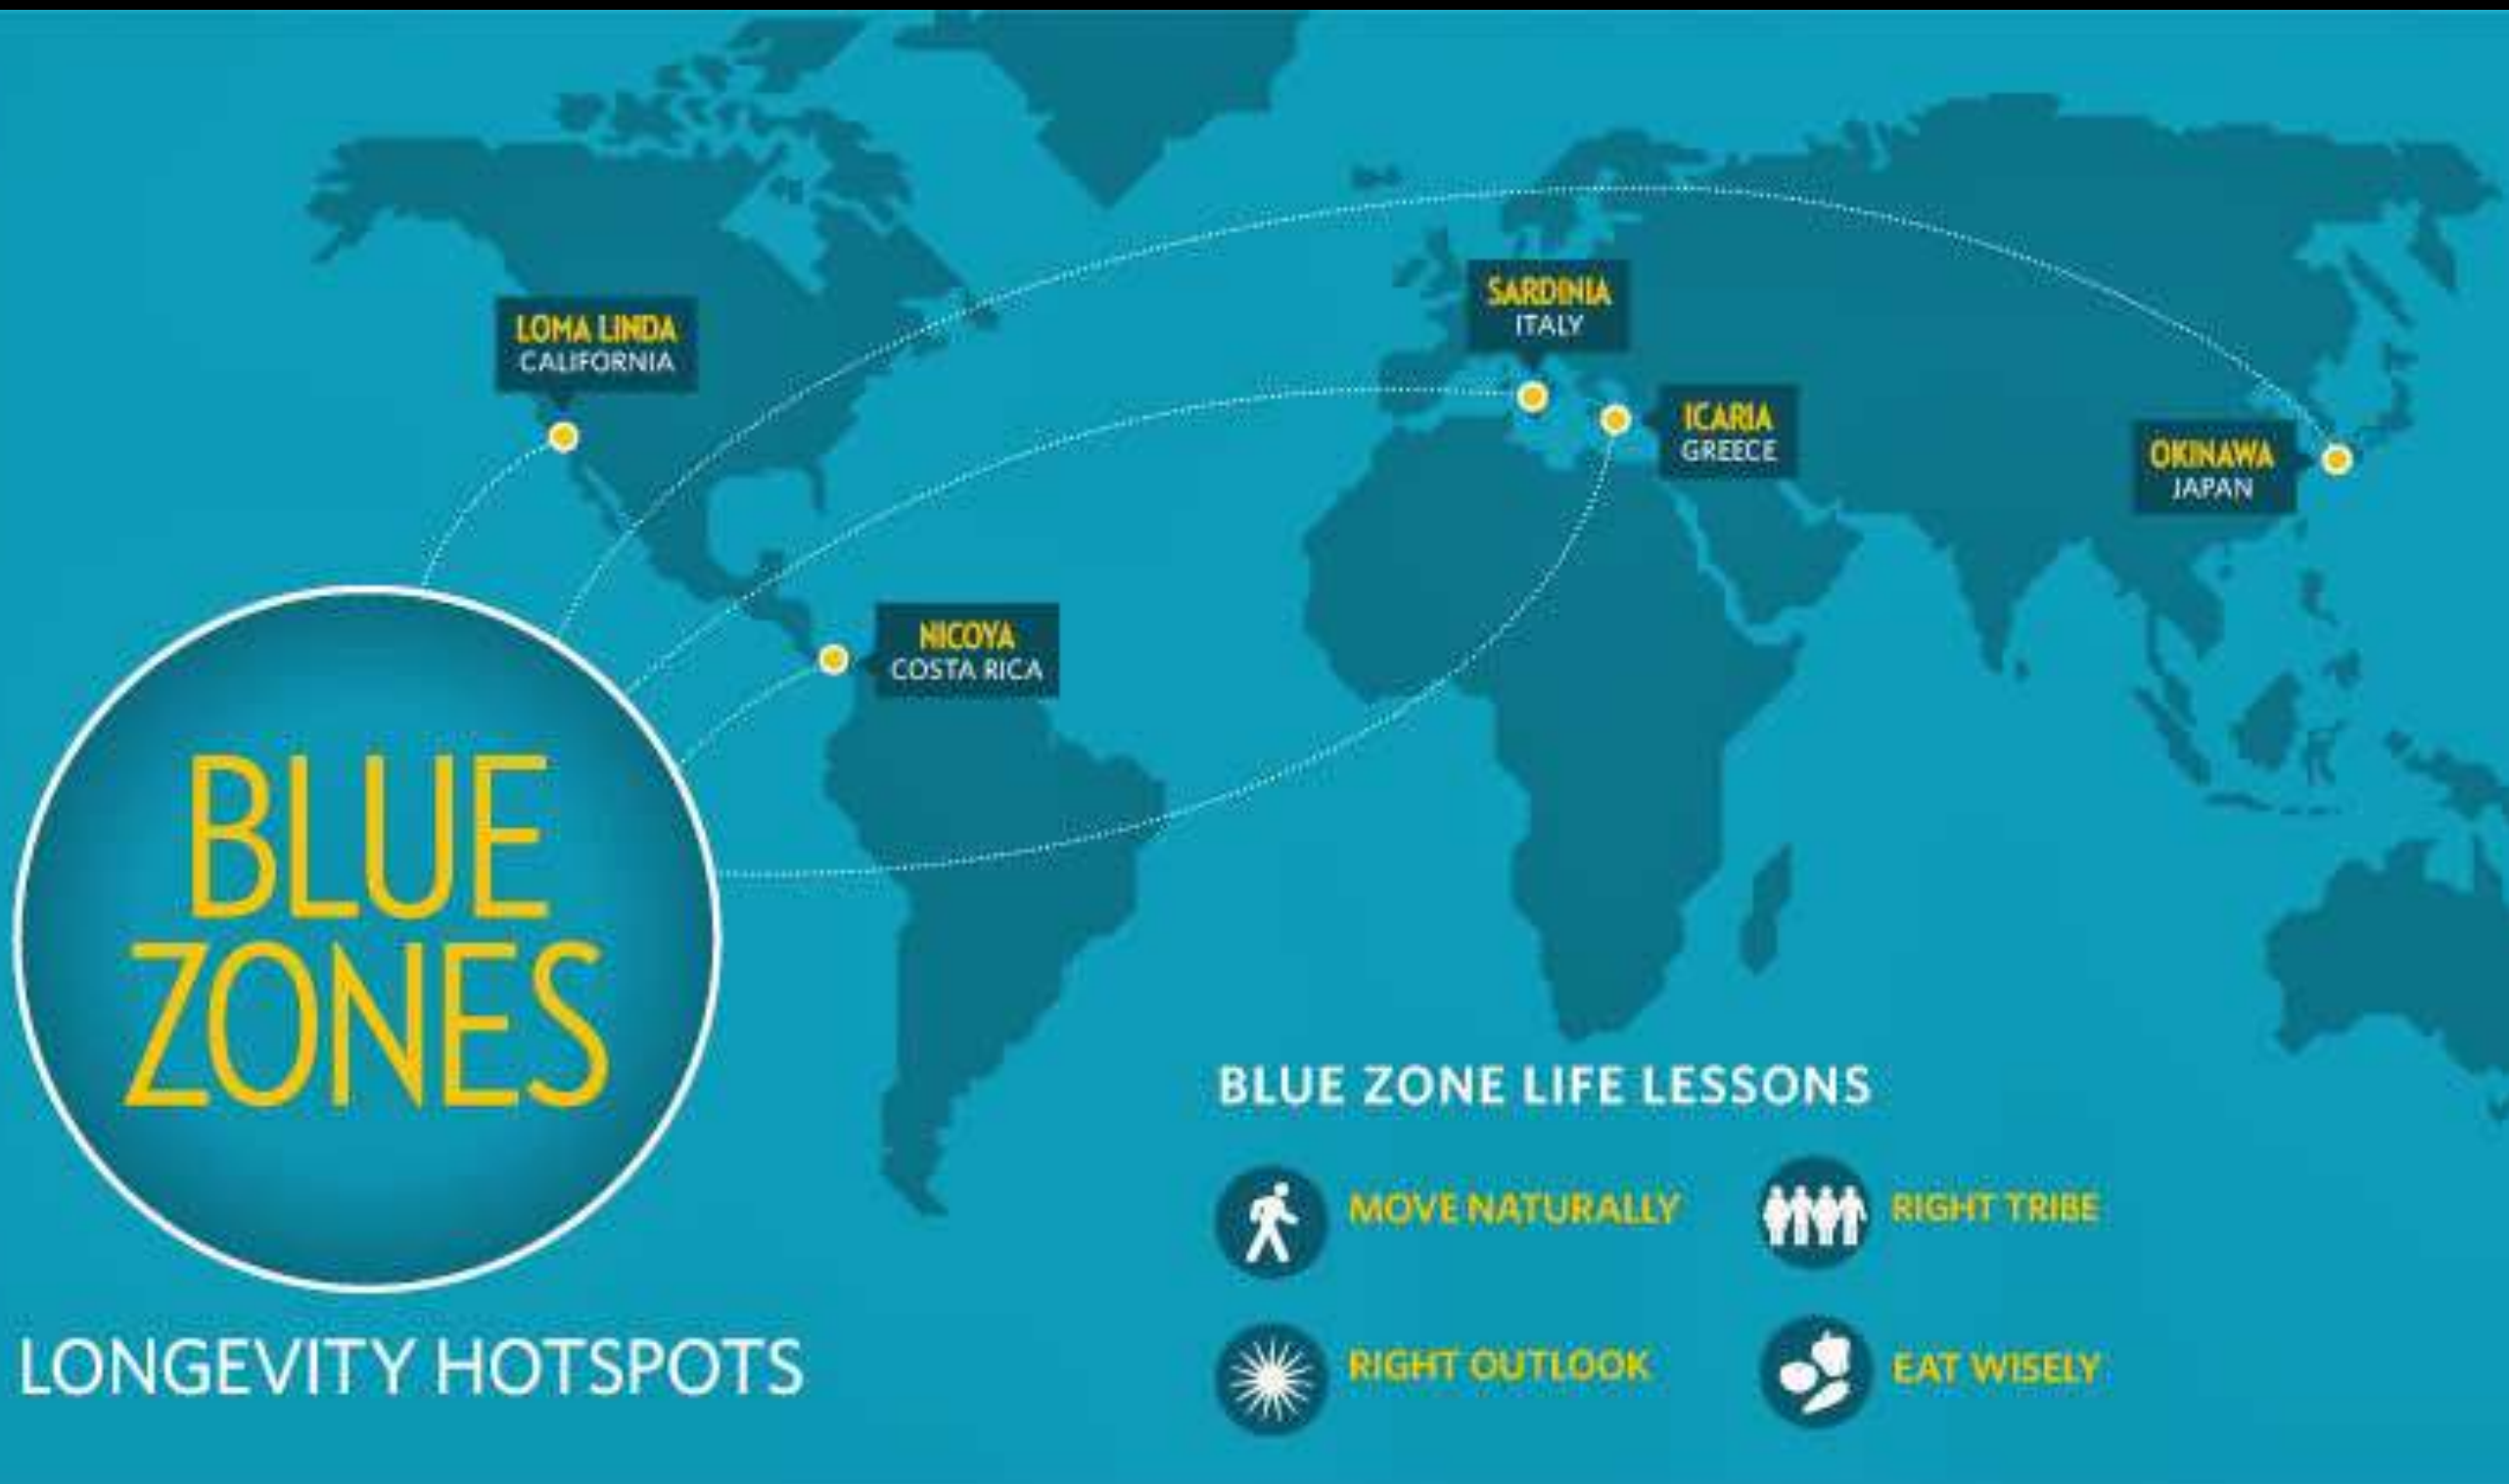 LOMA LINDA
CALIFORNIA
SARDINIA
ITALY
ICARIA
GREECE
OKINAWA
JAPAN
NICOYA
COSTA RICA
BLUE
ZONES
LONGEVITY HOTSPOTS
BLUE ZONE LIFE LESSONS
MOVE NATURALLY
RIGHT TRIBE
RIGHT OUTLOOK
EAT WISELY